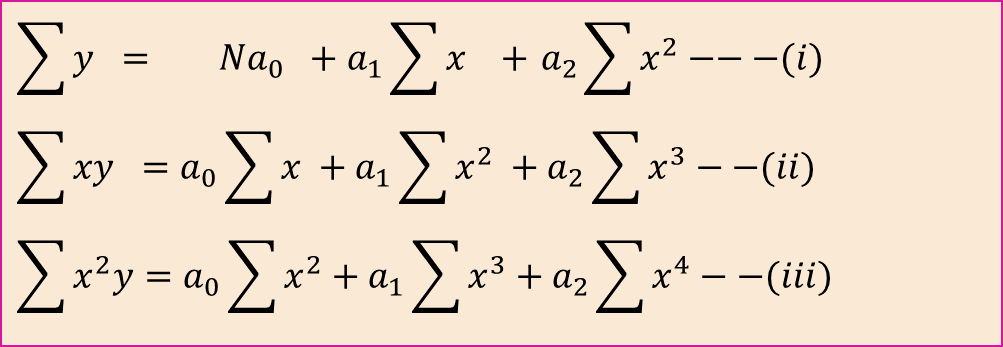 ∑ y = Na₀ + a₁ ∑ x + a₂ ∑ x² −− −(i)
∑ xy = a₀ ∑ x + a₁ ∑ x² + a₂ ∑ x³ − −(ii)
∑ x²y = a₀ ∑ x² + a₁ ∑ x³ + a₂ ∑ x⁴ − −(iii)